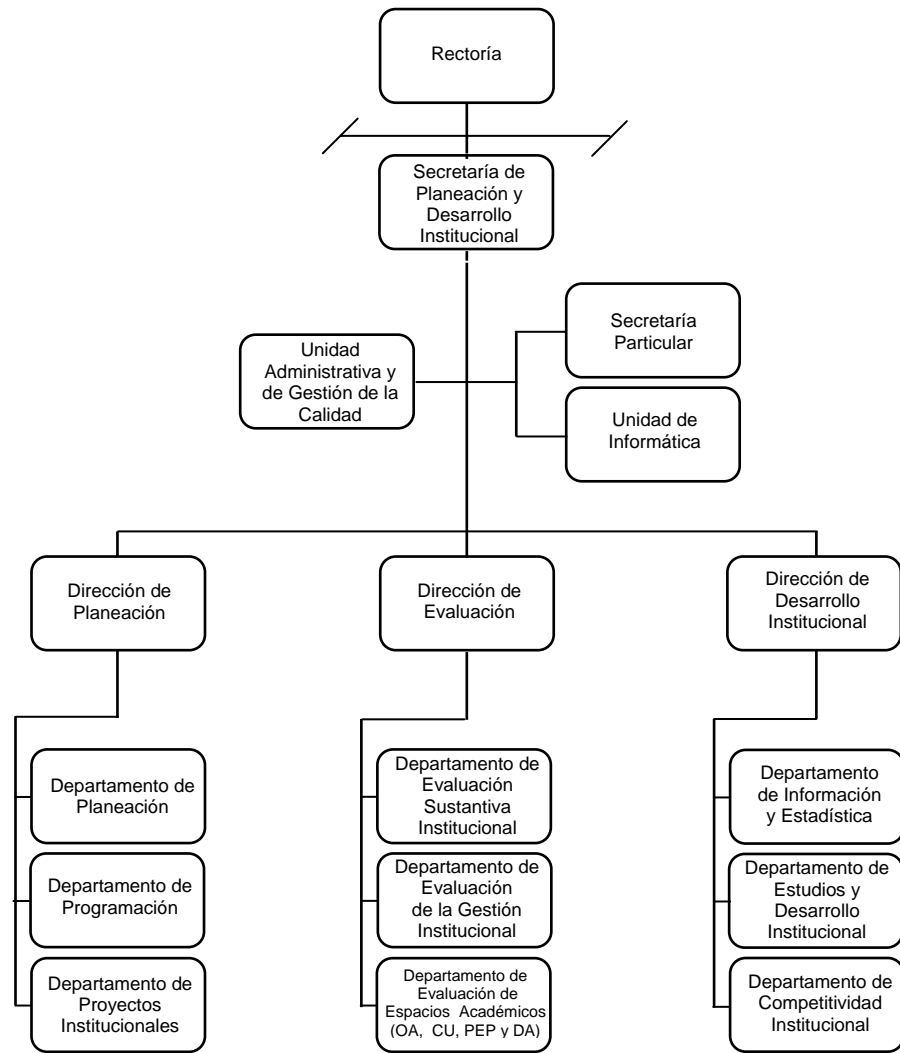 Rectoría
Secretaría de
Planeación y
Desarrollo
Institucional
Unidad
Administrativa y
de Gestión de la
Calidad
Secretaría
Particular
Unidad de
Informática
Dirección de
Planeación
Dirección de
Evaluación
Dirección de
Desarrollo
Institucional
Departamento de
Planeación
Departamento de
Programación
Departamento de
Proyectos
Institucionales
Departamento de
Evaluación
Sustantiva
Institucional
Departamento de
Evaluación
de la Gestión
Institucional
Departamento de
Evaluación de
Espacios Académicos
(OA, CU, PEP y DA)
Departamento
de Información
y Estadística
Departamento de
Estudios y
Desarrollo
Institucional
Departamento de
Competitividad
Institucional